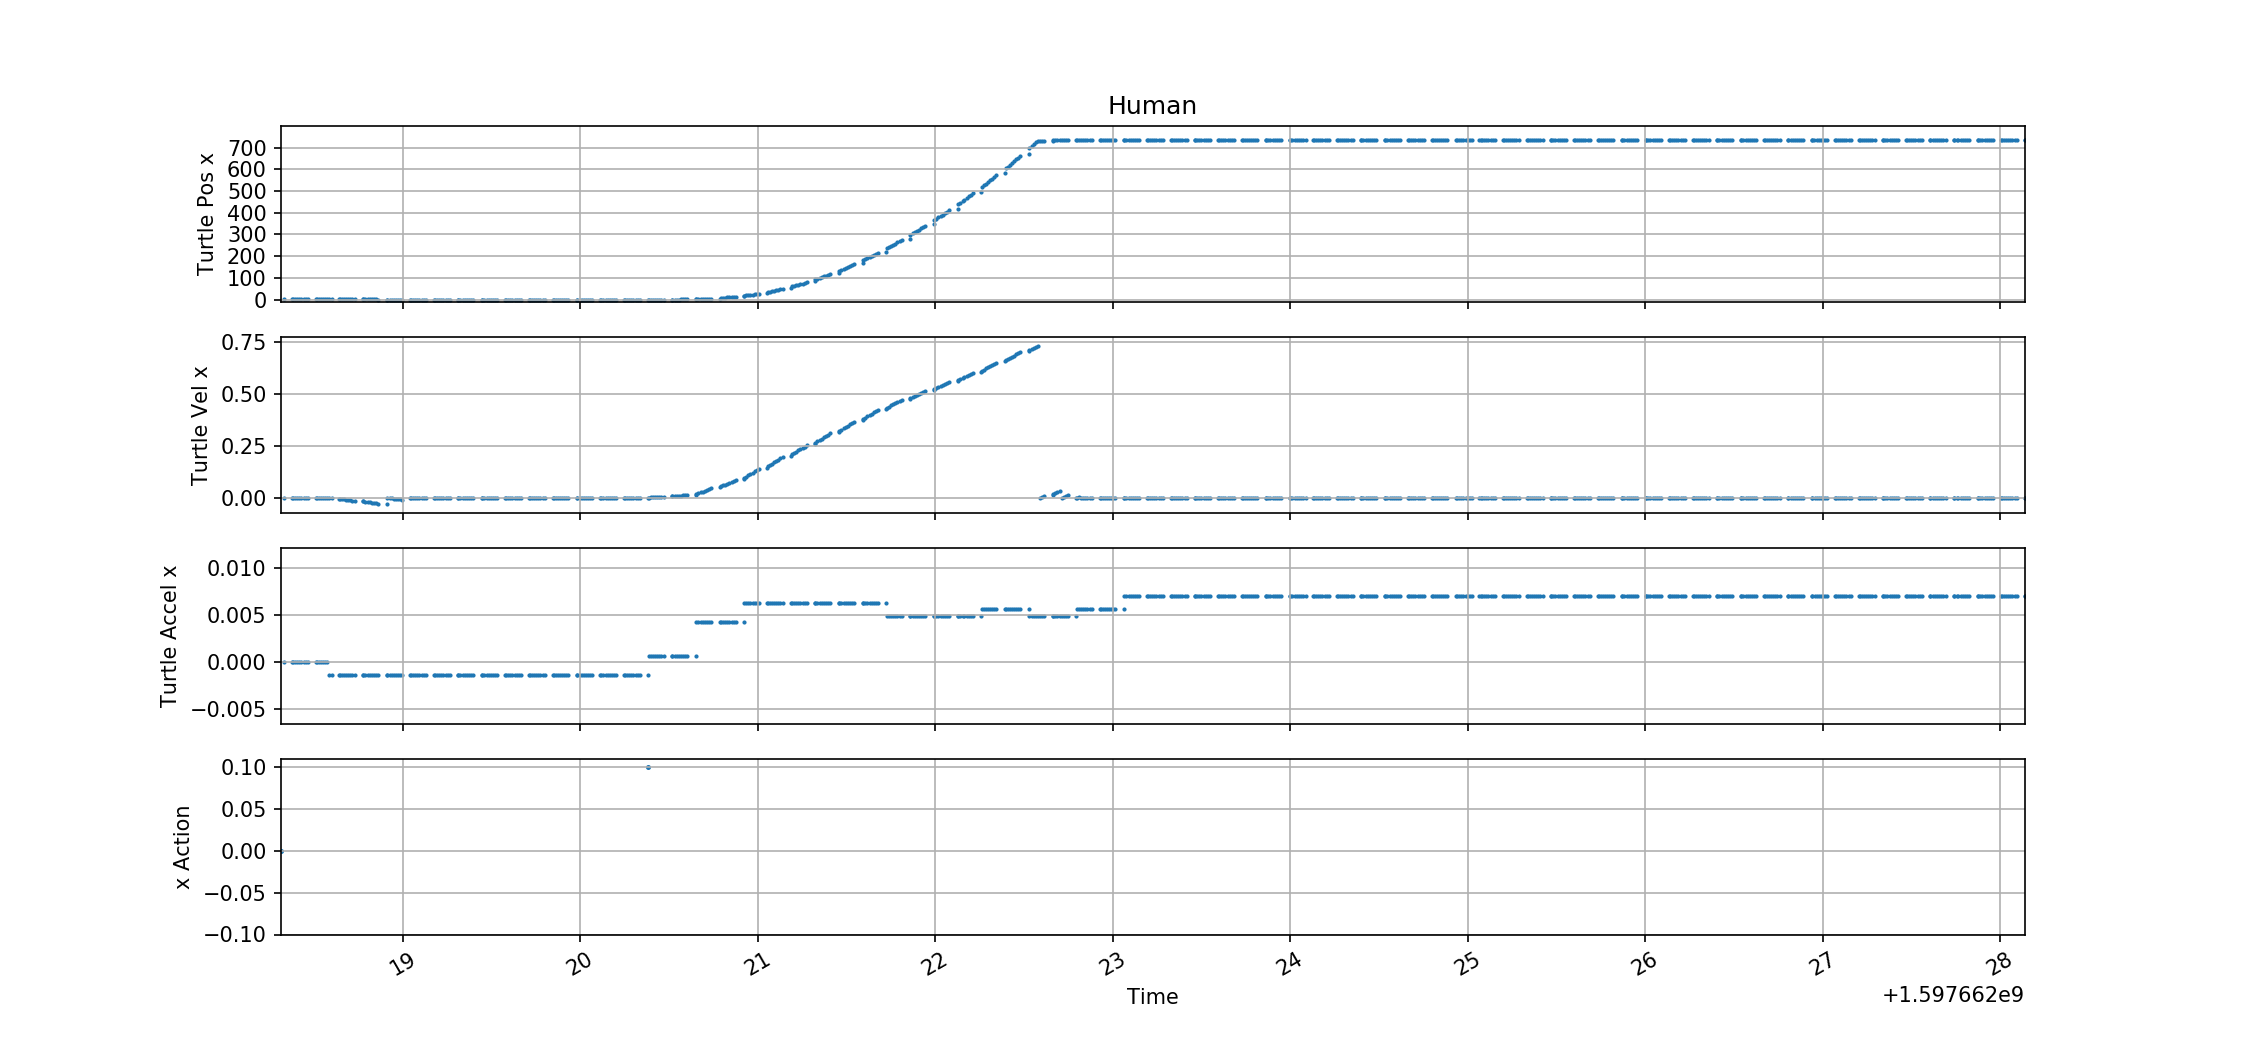 Human
Turtle Pos x
700
600
500
400
300
200
100
0
Turtle Vel x
0.75
0.50
0.25
0.00
Turtle Accel x
0.010
0.005
0.000
−0.005
x Action
0.10
0.05
0.00
−0.05
−0.10
19 20 21 22 23 24 25 26 27 28
Time
+1.597662e9